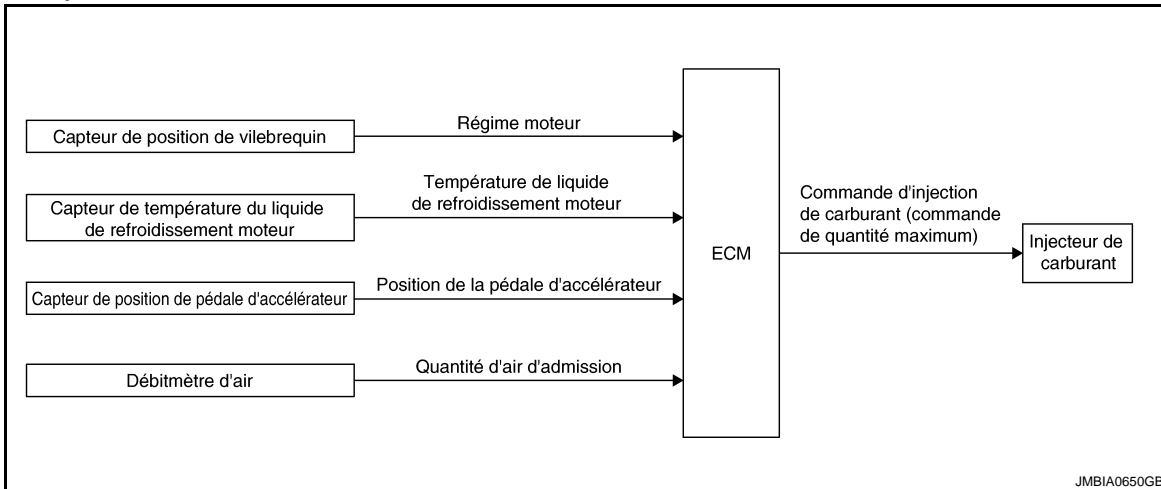 Capteur de position de vilebrequin
Régime moteur
Capteur de température du liquide
de refroidissement moteur
Température de liquide
de refroidissement moteur
Capteur de position de pédale d'accélérateur
Position de la pédale d'accélérateur
Débitmètre d'air
Quantité d'air d'admission
ECM
Commande d'injection
de carburant (commande
de quantité maximum)
Injecteur de
carburant
JMBIA0650GB